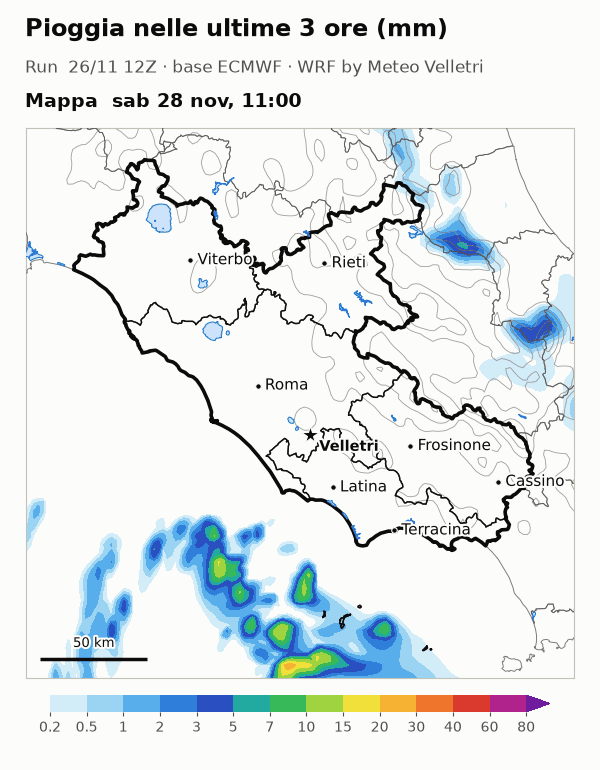 Pioggia nelle ultime 3 ore (mm)
Run 26/11 12Z · base ECMWF · WRF by Meteo Velletri
Mappa sab 28 nov, 11:00
Viterbo
Rieti
Roma
Velletri
Frosinone
Cassino
Latina
Terracina
50 km
0.2 0.5 1 2 3 5 7 10 15 20 30 40 60 80